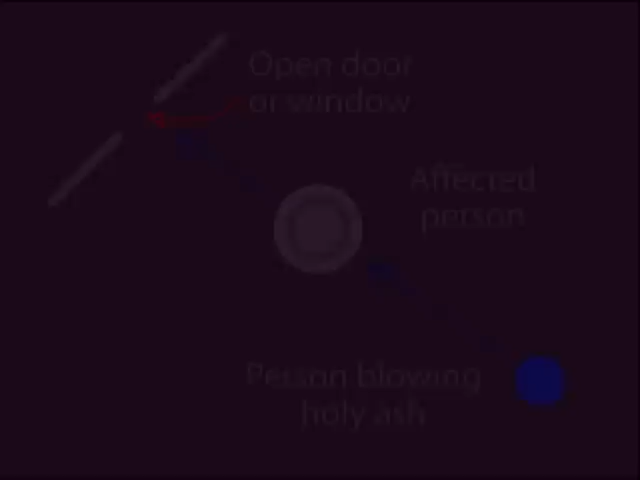 Open door
or window
Affected
person
Person blowing
holy ash